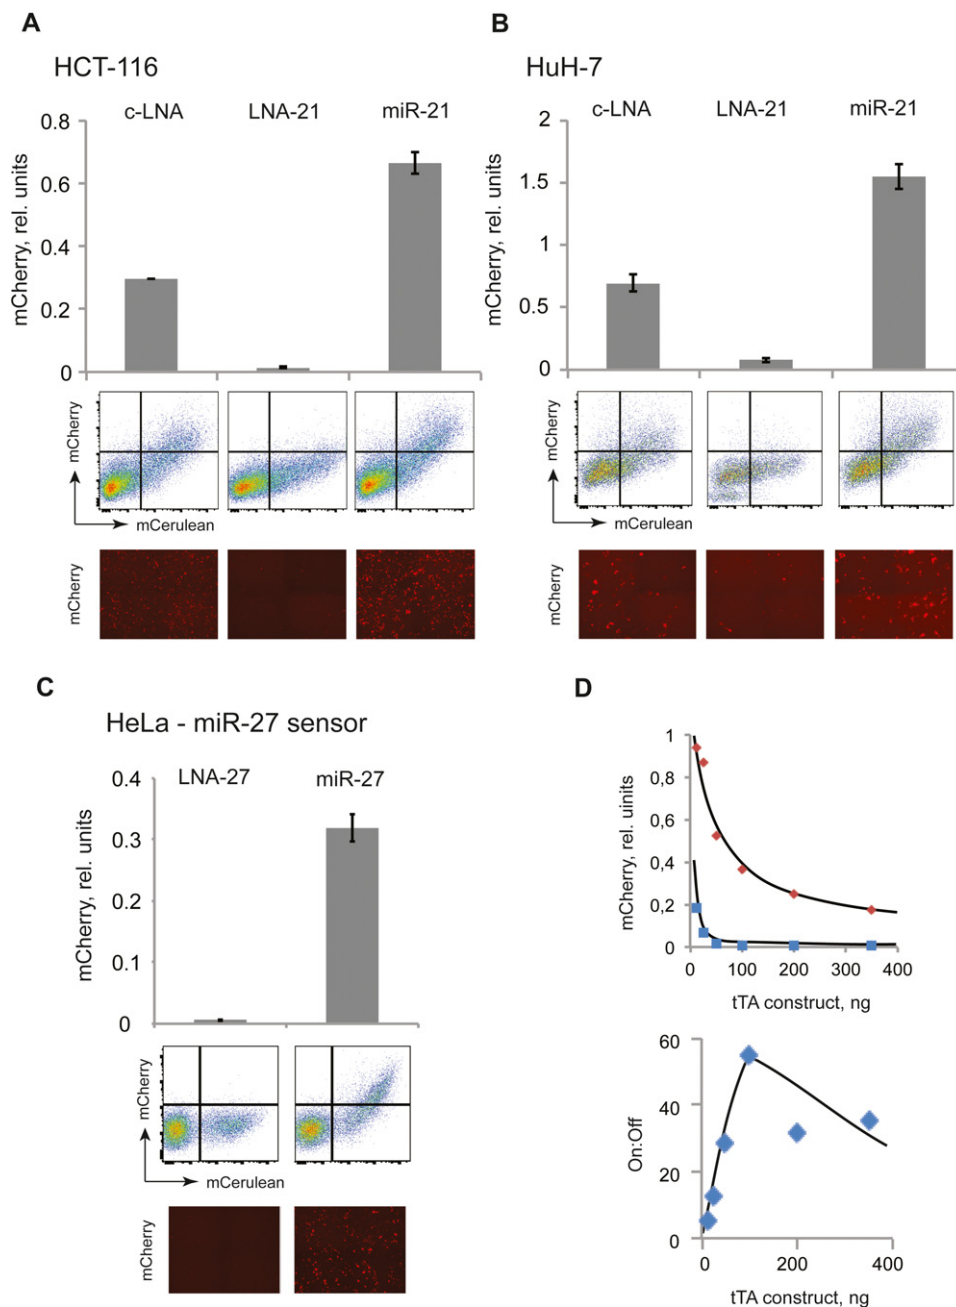 A
HCT-116
c-LNA LNA-21 miR-21
mCherry, rel. units
0.8
0.6
0.4
0.2
0
mCherry
mCerulean
mCherry
B
HuH-7
c-LNA LNA-21 miR-21
mCherry, rel. units
2
1.5
1
0.5
0
mCherry
mCerulean
mCherry
C
HeLa - miR-27 sensor
LNA-27 miR-27
mCherry, rel. units
0.4
0.3
0.2
0.1
0
mCherry
mCerulean
mCherry
D
mCherry, rel. uinits
1
0,8
0,6
0,4
0,2
0
0 100 200 300 400
tTA construct, ng
On:Off
60
40
20
0
0 200 400
tTA construct, ng